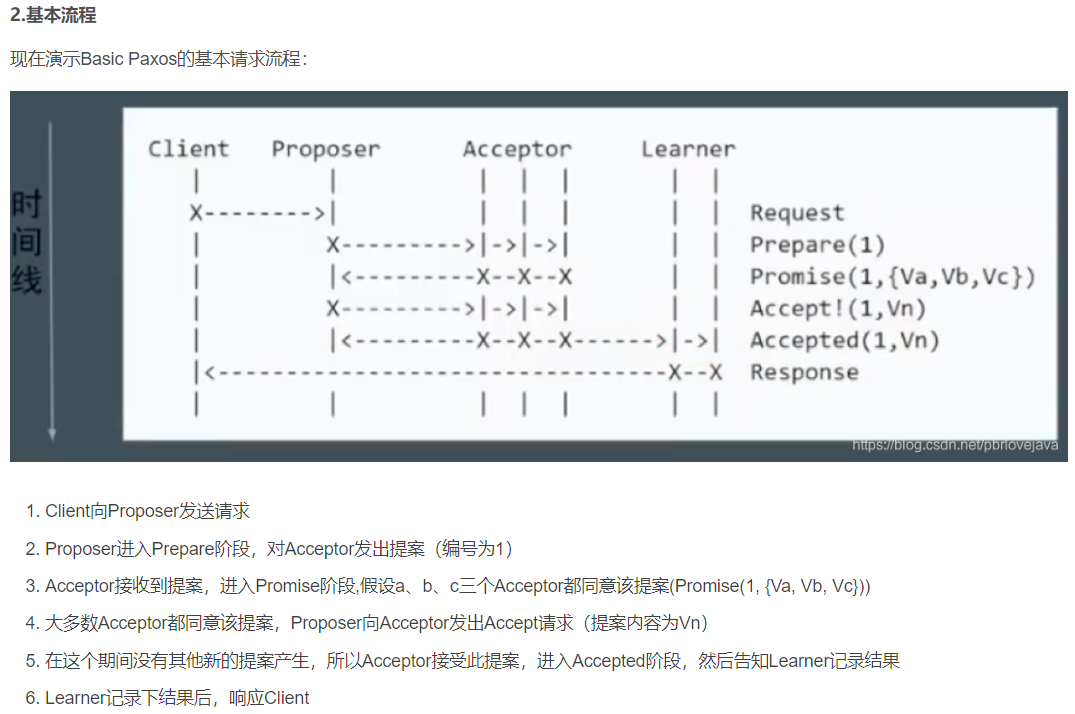 2.基本流程
现在演示Basic Paxos的基本请求流程：
时间线
Client Proposer Acceptor Learner
| | | | | | |
X-------->| | | | | | Request
| X--------->|->|->| | | Prepare(1)
| |<---------X--X--X | | Promise(1,{Va,Vb,Vc})
| X--------->|->|->| | | Accept!(1,Vn)
| |<---------X--X--X------>|->| Accepted(1,Vn)
|<---------------------------------X--X Response
| | | | | | |
https://blog.csdn.net/pbrlovejava
1. Client向Proposer发送请求
2. Proposer进入Prepare阶段，对Acceptor发出提案（编号为1）
3. Acceptor接收到提案，进入Promise阶段,假设a、b、c三个Acceptor都同意该提案(Promise(1, {Va, Vb, Vc}))
4. 大多数Acceptor都同意该提案，Proposer向Acceptor发出Accept请求（提案内容为Vn）
5. 在这个期间没有其他新的提案产生，所以Acceptor接受此提案，进入Accepted阶段，然后告知Learner记录结果
6. Learner记录下结果后，响应Client